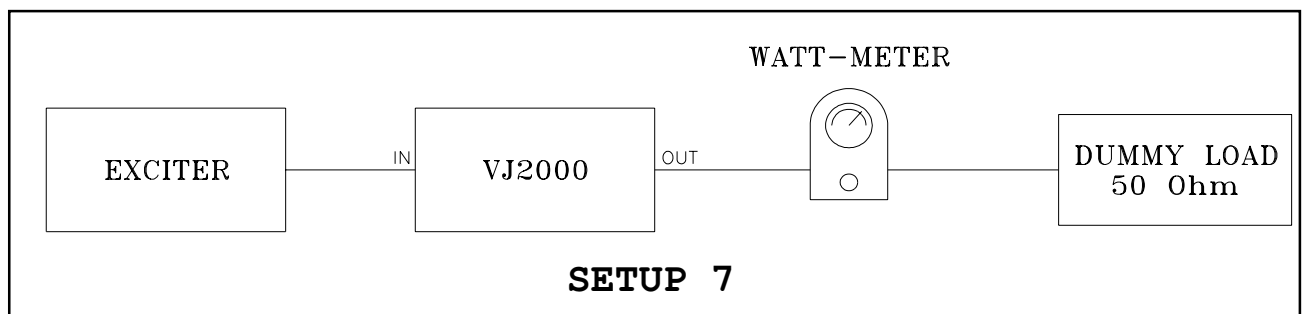 WATT-METER
EXCITER
IN
VJ2000
OUT
DUMMY LOAD
50 Ohm
SETUP 7